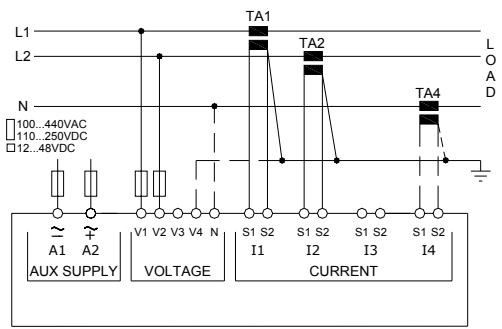 TA1
L1
TA2
L2
LOAD
TA4
N
100...440VAC
110...250VDC
12...48VDC
V1 V2 V3 V4 N S1 S2 S1 S2 S1 S2 S1 S2
A1 A2 I1 I2 I3 I4
AUX SUPPLY VOLTAGE CURRENT